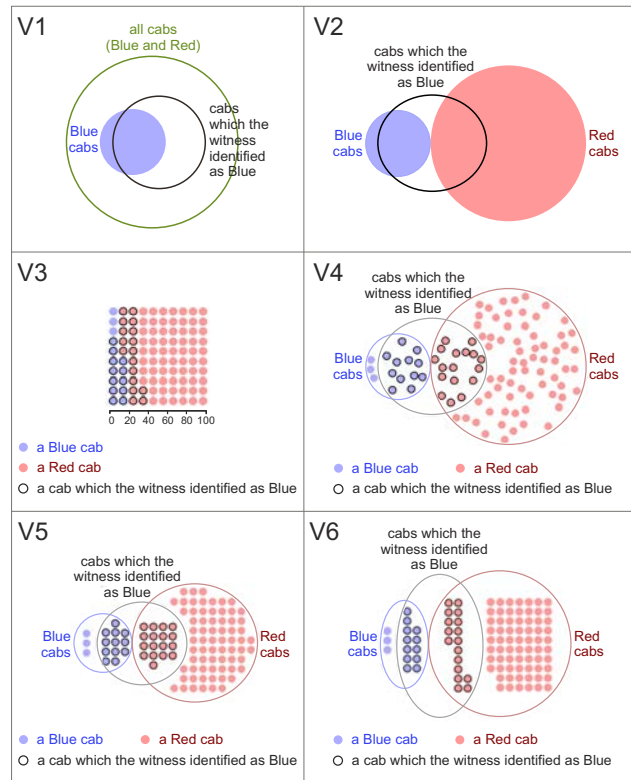 V1
all cabs
(Blue and Red)
Blue
cabs
cabs
which the
witness
identified
as Blue
V2
cabs which the
witness identified
as Blue
Blue
cabs
Red
cabs
V3
0 20 40 60 80 100
a Blue cab
a Red cab
a cab which the witness identified as Blue
V4
cabs which the
witness identified
as Blue
Blue
cabs
Red
cabs
a Blue cab a Red cab
a cab which the witness identified as Blue
V5
cabs which the
witness identified
as Blue
Blue
cabs
Red
cabs
a Blue cab a Red cab
a cab which the witness identified as Blue
V6
cabs which the
witness identified
as Blue
Blue
cabs
Red
cabs
a Blue cab a Red cab
a cab which the witness identified as Blue